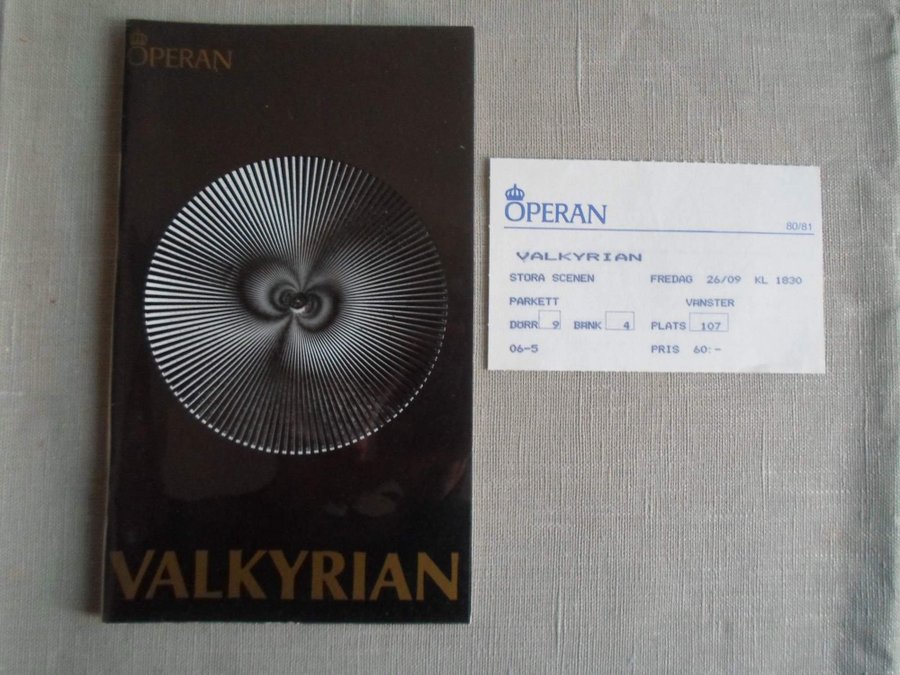 OPERAN
VALKYRIAN
OPERAN
80/81
VALKYRIAN
STORA SCENEN FREDAG 26/09 KL 1830
PARKETT VÄNSTER
DÖRR 9 BÄNK 4 PLATS 107
06-5 PRIS 60:-